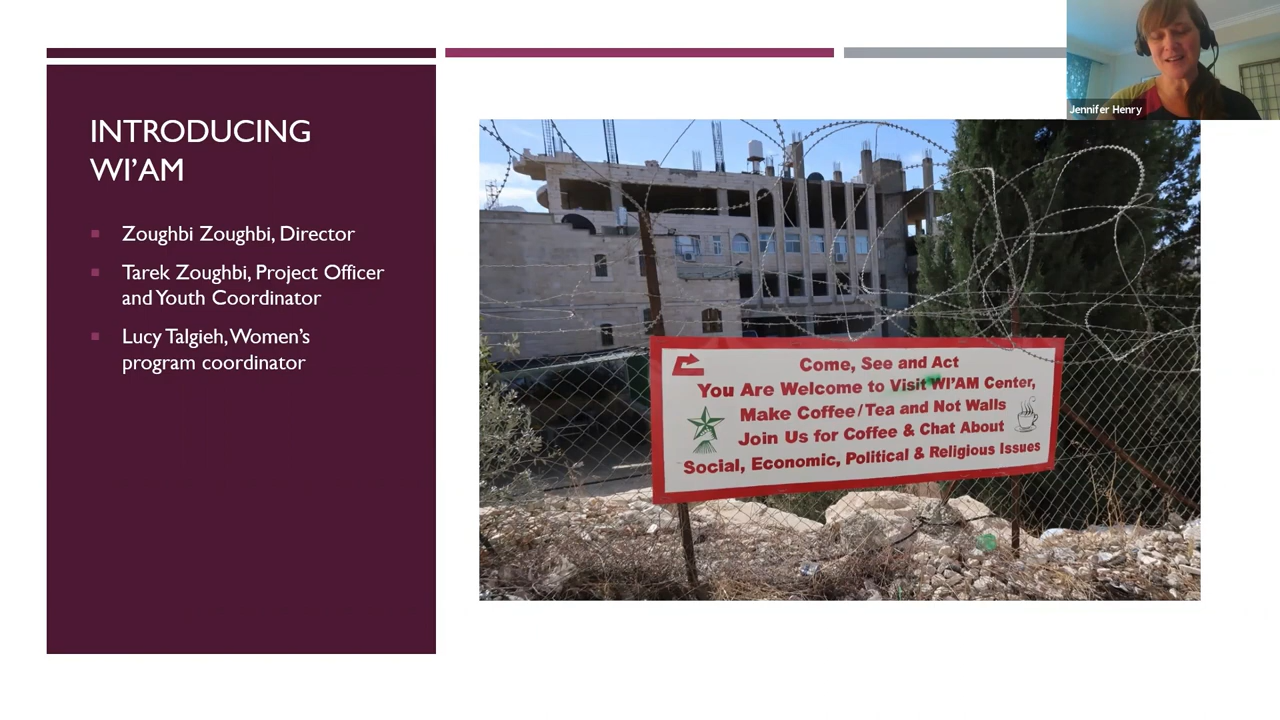 INTRODUCING
WI'AM
Zoughbi Zoughbi, Director
Tarek Zoughbi, Project Officer
and Youth Coordinator
Lucy Talgieh, Women's
program coordinator
Jennifer Henry
Come, See and Act
You Are Welcome to Visit WI'AM Center,
Make Coffee/Tea and Not Walls
Join Us for Coffee & Chat About
Social, Economic, Political & Religious Issues